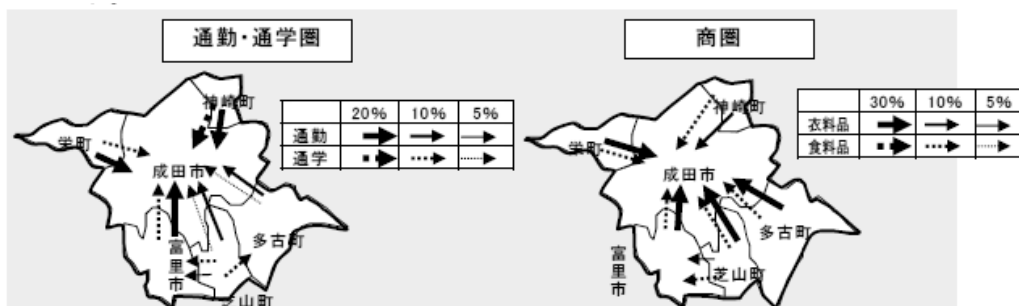 通勤・通学圏
神崎町
栄町
成田市
富里市
多古町
芝山町
20% 10% 5%
通勤
通学
商圏
神崎町
栄町
成田市
富里市
多古町
芝山町
30% 10% 5%
衣料品
食料品